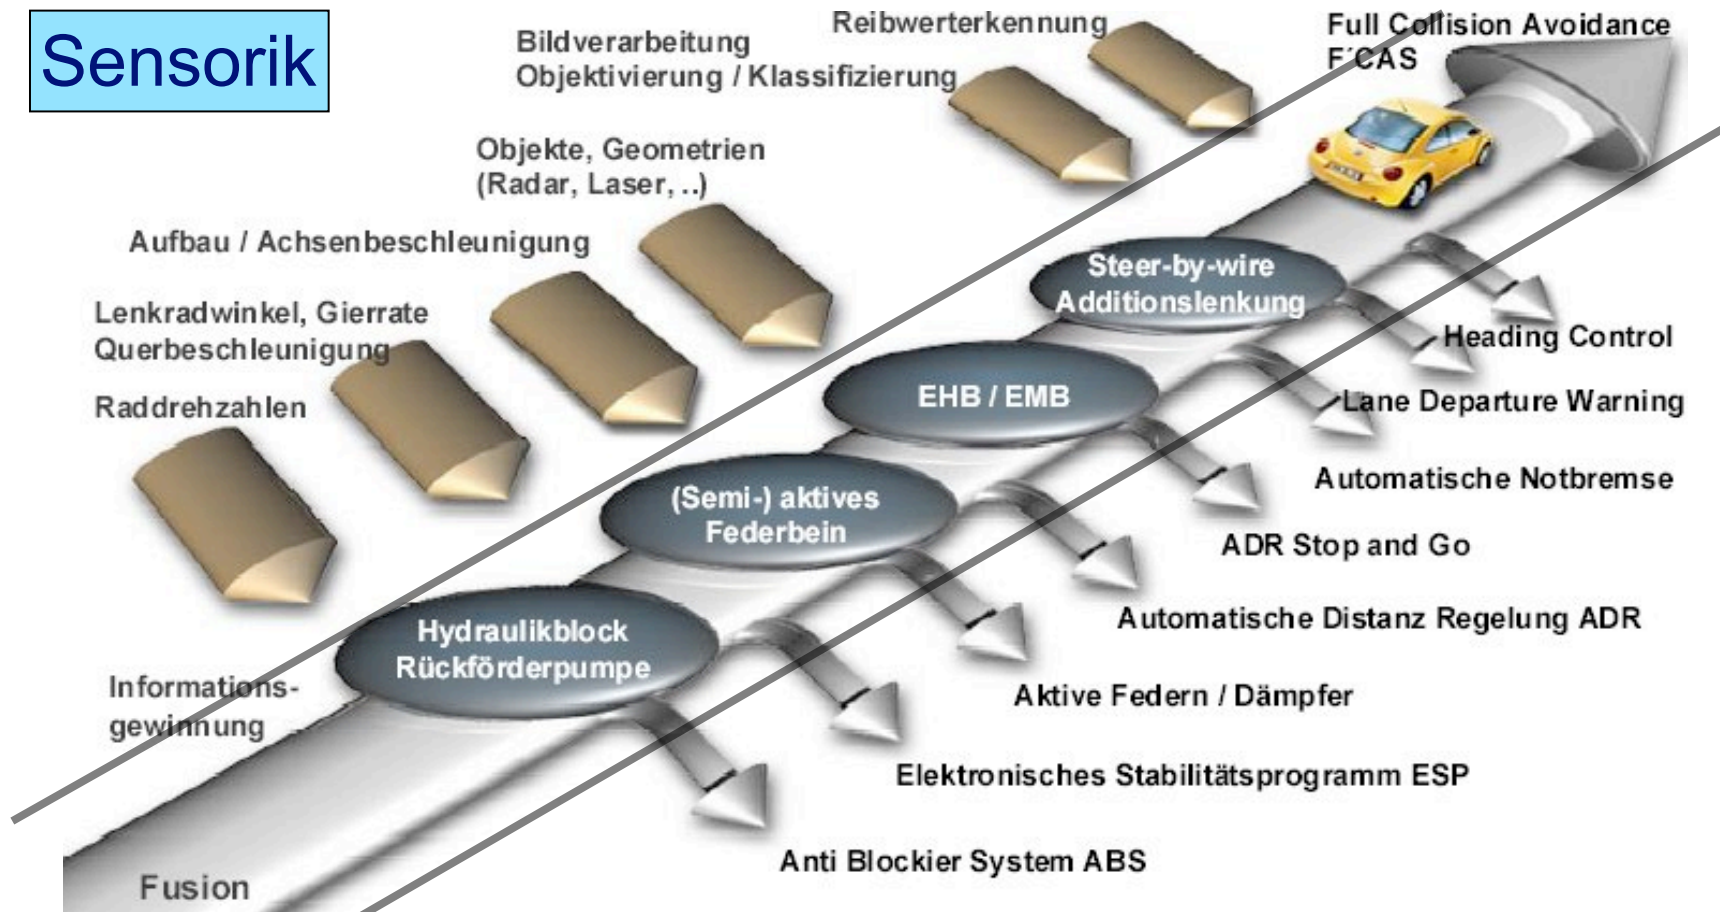 Sensorik
Reibwerterkennung
Bildverarbeitung
Objektivierung / Klassifizierung
Objekte, Geometrien
(Radar, Laser, ..)
Aufbau / Achsenbeschleunigung
Lenkradwinkel, Gierrate
Querbeschleunigung
Raddrehzahlen
Informations-
gewinnung
Fusion
Full Collision Avoidance
F´CAS
Steer-by-wire
Additionslenkung
EHB / EMB
(Semi-) aktives
Federbein
Hydraulikblock
Rückförderpumpe
Heading Control
Lane Departure Warning
Automatische Notbremse
ADR Stop and Go
Automatische Distanz Regelung ADR
Aktive Federn / Dämpfer
Elektronisches Stabilitätsprogramm ESP
Anti Blockier System ABS